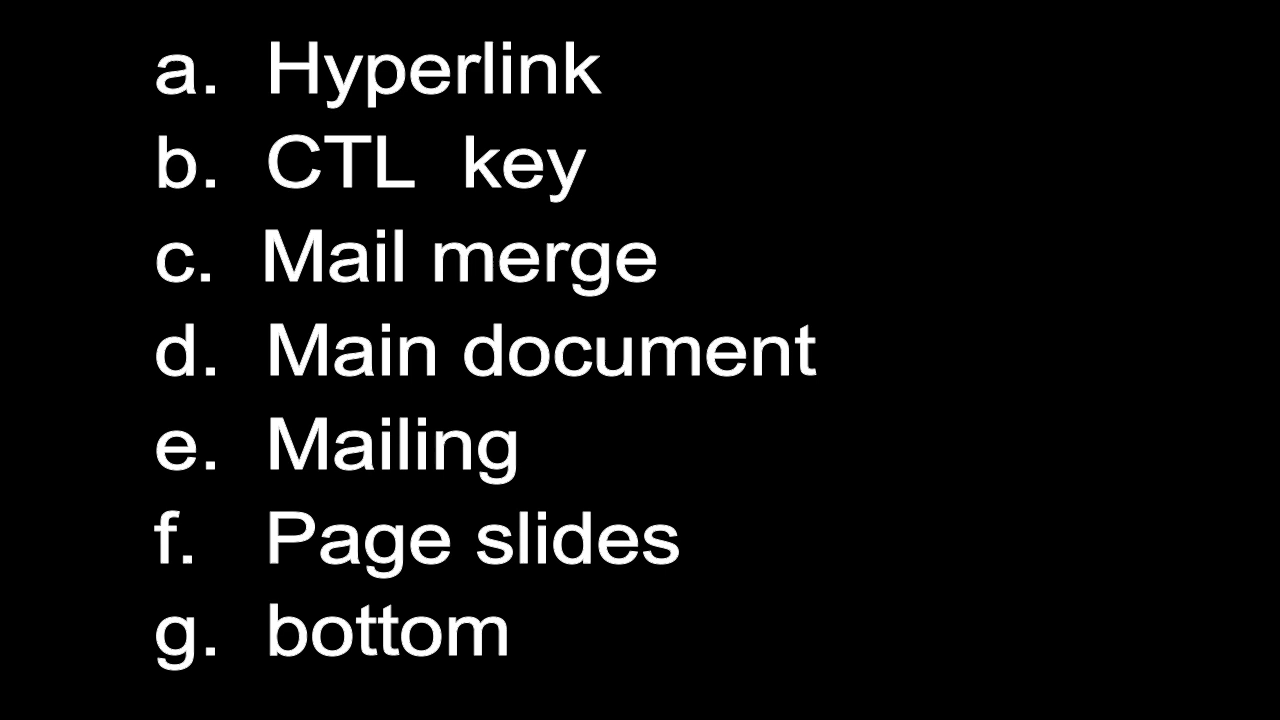 a. Hyperlink
b. CTL key
c. Mail merge
d. Main document
e. Mailing
f. Page slides
g. bottom